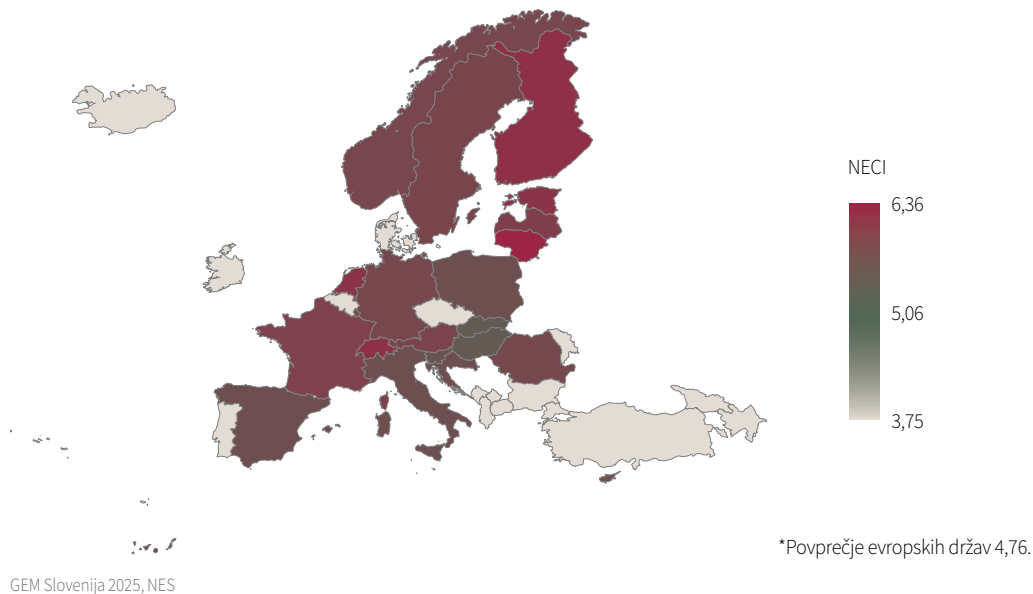 NECI
6,36
5,06
3,75
*Povprečje evropskih držav 4,76.
GEM Slovenija 2025, NES